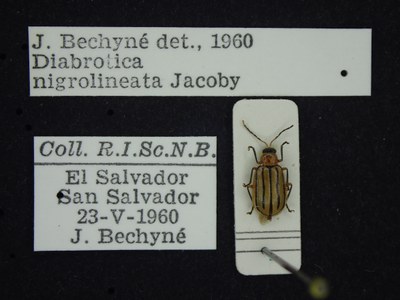 J. Bechyné det., 1960
Diabrotica
nigrolineata Jacoby
Coll. R.I.Sc.N.B.
El Salvador
San Salvador
23-V-1960
J. Bechyné